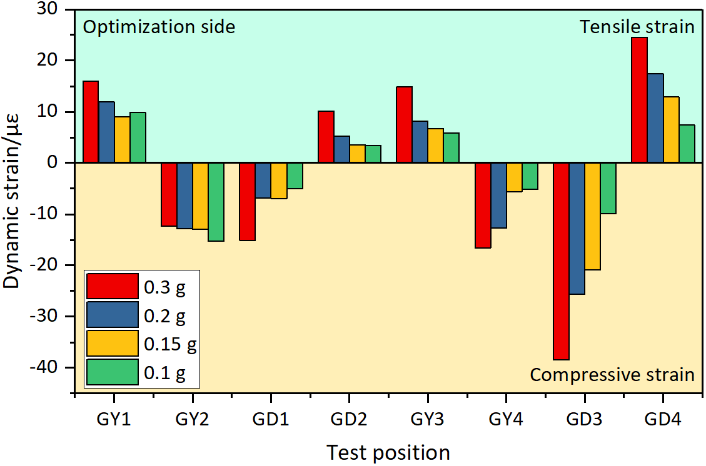 30
20
10
0
-10
-20
-30
-40
Dynamic strain/με
Optimization side
Tensile strain
Compressive strain
0.3 g
0.2 g
0.15 g
0.1 g
GY1 GY2 GD1 GD2 GY3 GY4 GD3 GD4
Test position